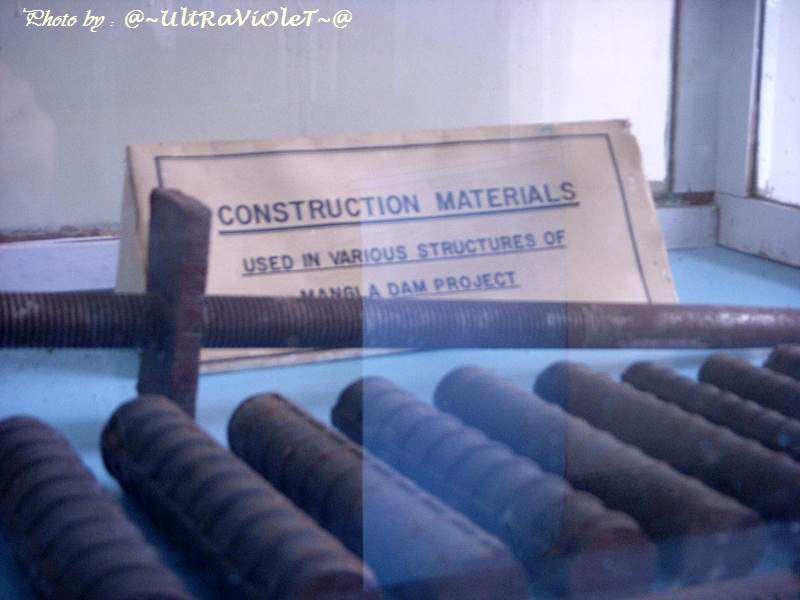 Photo by : @~UltRaViOleT~@
CONSTRUCTION MATERIALS
USED IN VARIOUS STRUCTURES OF
MANGLA DAM PROJECT